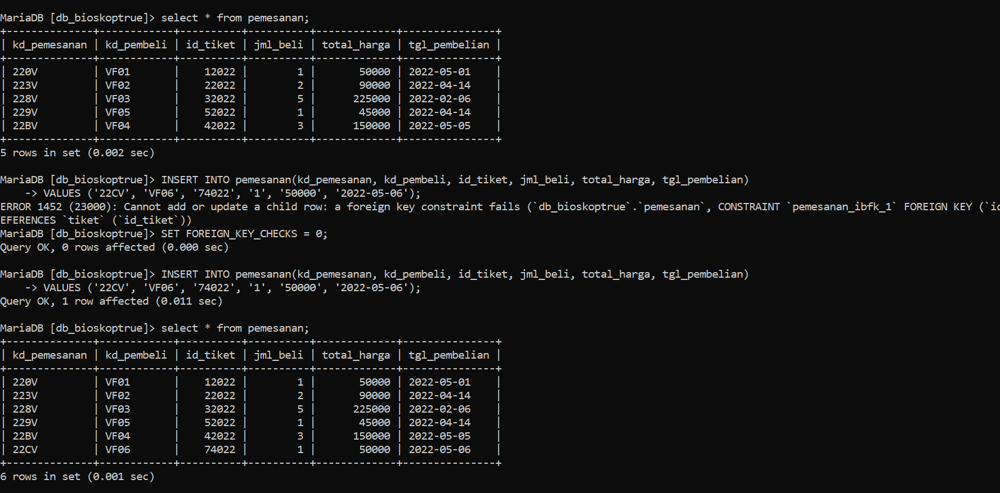 MariaDB [db_bioskoptrue]> select * from pemesanan;
+--------------+------------+----------+----------+-------------+---------------+
| kd_pemesanan | kd_pembeli | id_tiket | jml_beli | total_harga | tgl_pembelian |
+--------------+------------+----------+----------+-------------+---------------+
| 220V         | VF01       |    12022 |        1 |       50000 | 2022-05-01    |
| 223V         | VF02       |    22022 |        2 |       90000 | 2022-04-14    |
| 228V         | VF03       |    32022 |        5 |      225000 | 2022-02-06    |
| 229V         | VF05       |    52022 |        1 |       45000 | 2022-04-14    |
| 22BV         | VF04       |    42022 |        3 |      150000 | 2022-05-05    |
+--------------+------------+----------+----------+-------------+---------------+
5 rows in set (0.002 sec)
MariaDB [db_bioskoptrue]> INSERT INTO pemesanan(kd_pemesanan, kd_pembeli, id_tiket, jml_beli, total_harga, tgl_pembelian)
    -> VALUES ('22CV', 'VF06', '74022', '1', '50000', '2022-05-06');
ERROR 1452 (23000): Cannot add or update a child row: a foreign key constraint fails (`db_bioskoptrue`.`pemesanan`, CONSTRAINT `pemesanan_ibfk_1` FOREIGN KEY (`i
EFERENCES `tiket` (`id_tiket`))
MariaDB [db_bioskoptrue]> SET FOREIGN_KEY_CHECKS = 0;
Query OK, 0 rows affected (0.000 sec)
MariaDB [db_bioskoptrue]> INSERT INTO pemesanan(kd_pemesanan, kd_pembeli, id_tiket, jml_beli, total_harga, tgl_pembelian)
    -> VALUES ('22CV', 'VF06', '74022', '1', '50000', '2022-05-06');
Query OK, 1 row affected (0.011 sec)
MariaDB [db_bioskoptrue]> select * from pemesanan;
+--------------+------------+----------+----------+-------------+---------------+
| kd_pemesanan | kd_pembeli | id_tiket | jml_beli | total_harga | tgl_pembelian |
+--------------+------------+----------+----------+-------------+---------------+
| 220V         | VF01       |    12022 |        1 |       50000 | 2022-05-01    |
| 223V         | VF02       |    22022 |        2 |       90000 | 2022-04-14    |
| 228V         | VF03       |    32022 |        5 |      225000 | 2022-02-06    |
| 229V         | VF05       |    52022 |        1 |       45000 | 2022-04-14    |
| 22BV         | VF04       |    42022 |        3 |      150000 | 2022-05-05    |
| 22CV         | VF06       |    74022 |        1 |       50000 | 2022-05-06    |
+--------------+------------+----------+----------+-------------+---------------+
6 rows in set (0.001 sec)